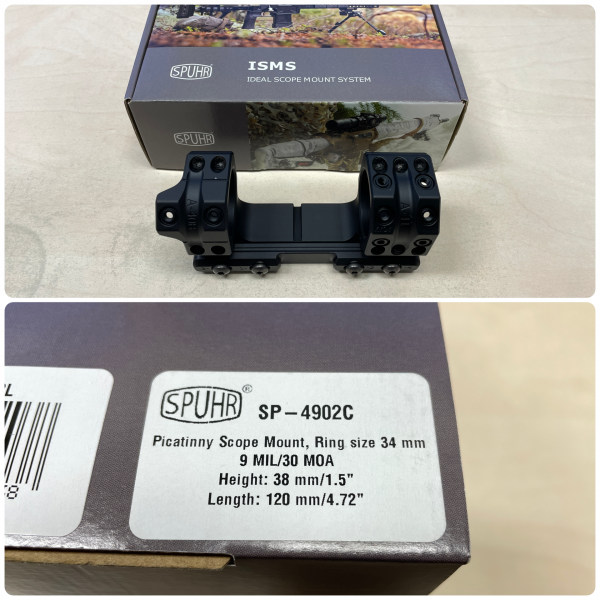 SPUHR
ISMS
IDEAL SCOPE MOUNT SYSTEM
SPUHR
SPUHR® SP-4902C
Picatinny Scope Mount, Ring size 34 mm
9 MIL/30 MOA
Height: 38 mm/1.5”
Length: 120 mm/4.72”